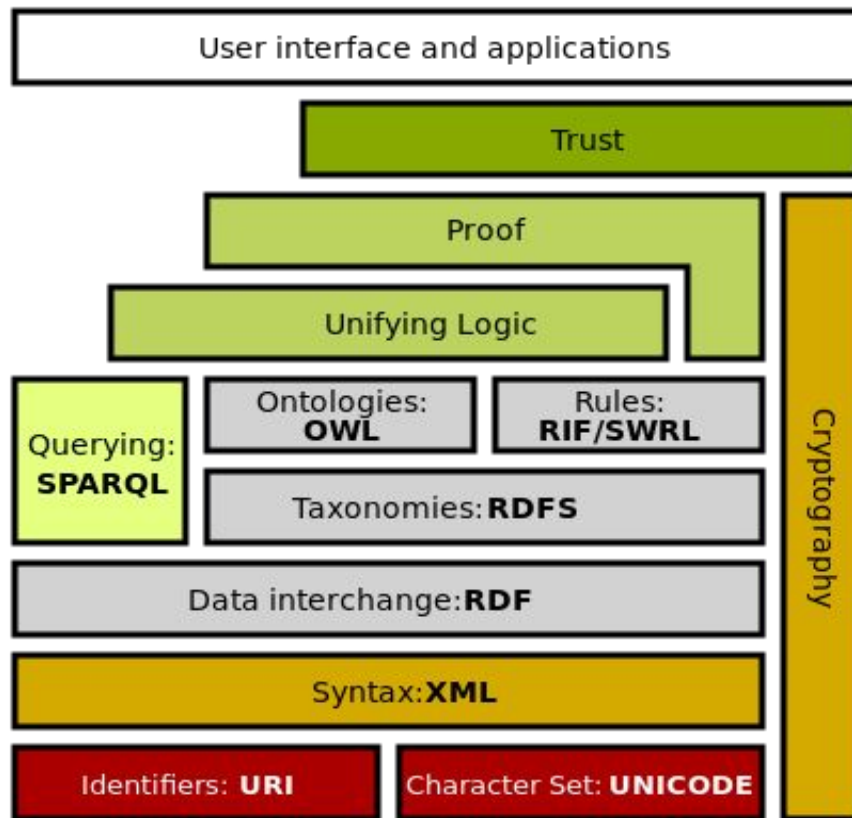 User interface and applications
Trust
Proof
Unifying Logic
Ontologies:
OWL
Rules:
RIF/SWRL
Querying:
SPARQL
Taxonomies:RDFS
Cryptography
Data interchange:RDF
Syntax:XML
Identifiers: URI
Character Set: UNICODE